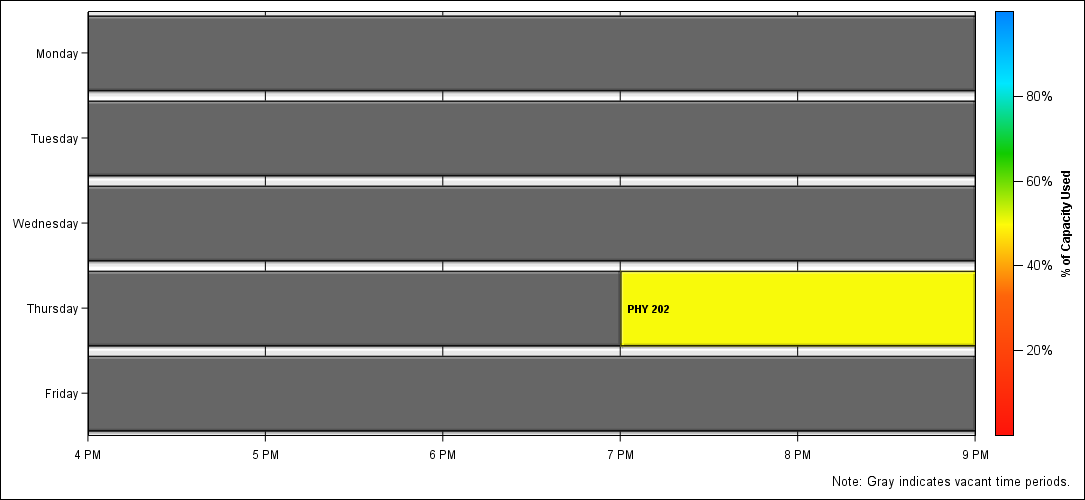 Monday
Tuesday
Wednesday
Thursday
Friday
PHY 202
4 PM
5 PM
6 PM
7 PM
8 PM
9 PM
80%
60%
40%
20%
% of Capacity Used
Note: Gray indicates vacant time periods.